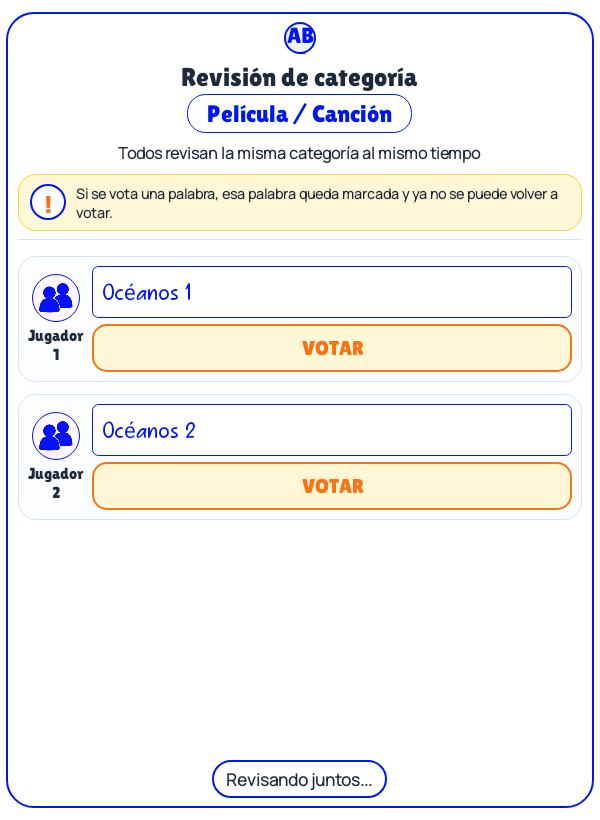 AB
Revisión de categoría
Película / Canción
Todos revisan la misma categoría al mismo tiempo
!
Si se vota una palabra, esa palabra queda marcada y ya no se puede volver a
votar.
Océanos 1
Jugador
1
VOTAR
Océanos 2
Jugador
2
VOTAR
Revisando juntos...